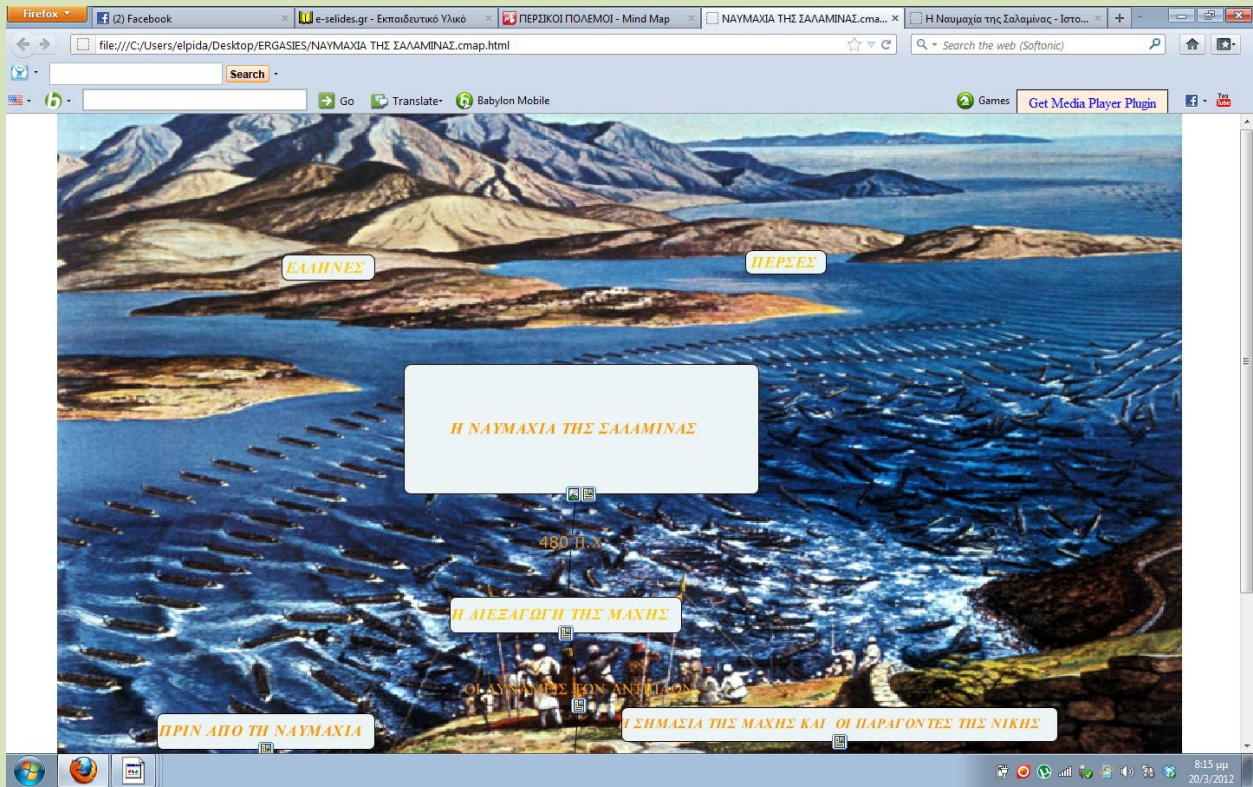 Firefox
(2) Facebook
e-selides.gr - Εκπαιδευτικό Υλικό
ΠΕΡΣΙΚΟΙ ΠΟΛΕΜΟΙ - Mind Map
ΝΑΥΜΑΧΙΑ ΤΗΣ ΣΑΛΑΜΙΝΑΣ.cma...
Η Ναυμαχία της Σαλαμίνας - Ιστο...
file:///C:/Users/elpida/Desktop/ERGASIES/ΝΑΥΜΑΧΙΑ ΤΗΣ ΣΑΛΑΜΙΝΑΣ.cmap.html
Search the web (Softonic)
Search
Go
Translate
Babylon Mobile
Games
Get Media Player Plugin
You Tube
ΕΛΛΗΝΕΣ
ΠΕΡΣΕΣ
Η ΝΑΥΜΑΧΙΑ ΤΗΣ ΣΑΛΑΜΙΝΑΣ
480 Π.Χ
Η ΔΙΕΞΑΓΩΓΗ ΤΗΣ ΜΑΧΗΣ
ΟΙ ΔΥΝΑΜΕΙΣ ΤΩΝ
ΠΡΙΝ ΑΠΟ ΤΗ ΝΑΥΜΑΧΙΑ
Η ΣΗΜΑΣΙΑ ΤΗΣ ΜΑΧΗΣ ΚΑΙ ΟΙ ΠΑΡΑΓΟΝΤΕΣ ΤΗΣ ΝΙΚΗΣ
8:15 μμ
20/3/2012